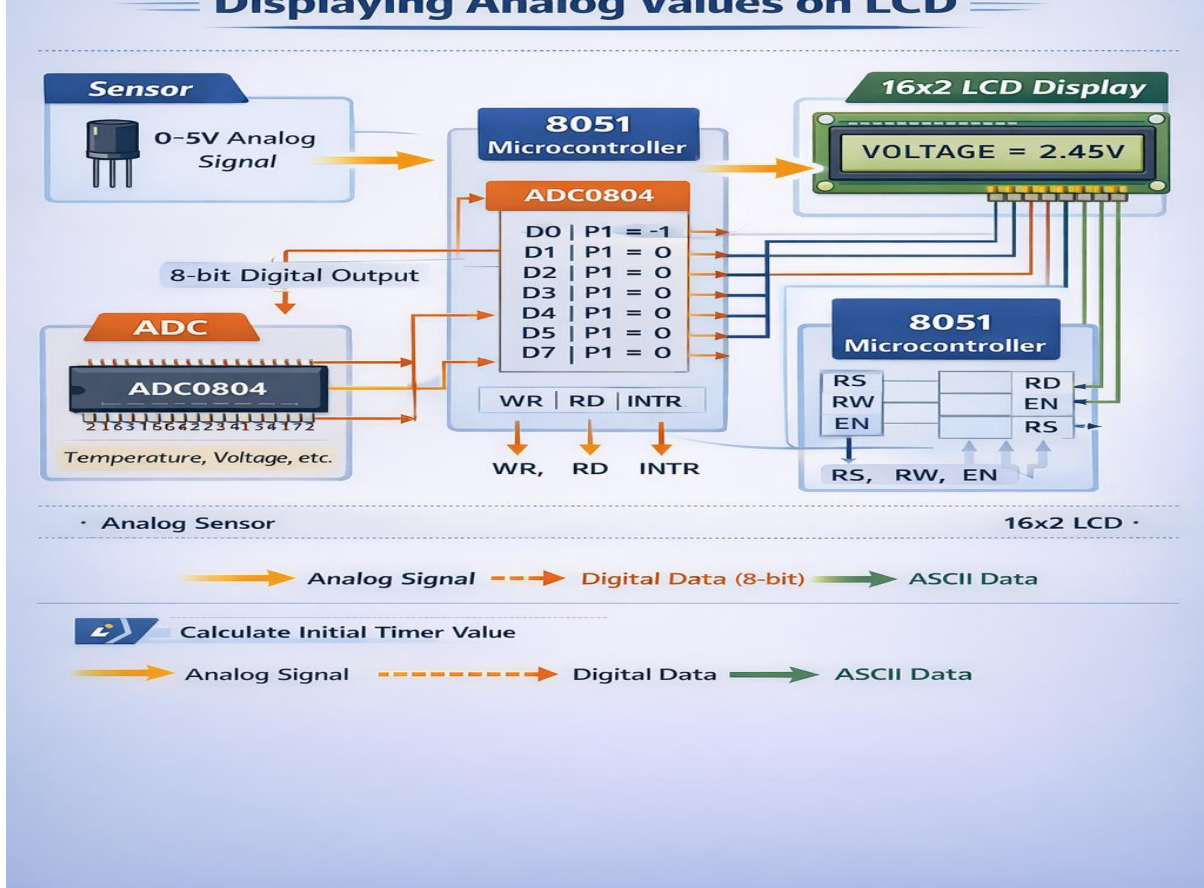 Displaying Analog Values on LCD
Sensor
0-5V Analog
Signal
8051
Microcontroller
16x2 LCD Display
VOLTAGE = 2.45V
ADC0804
D0 | P1 = -1
D1 | P1 = 0
D2 | P1 = 0
D3 | P1 = 0
D4 | P1 = 0
D5 | P1 = 0
D7 | P1 = 0
WR | RD | INTR
WR, RD INTR
8-bit Digital Output
ADC
ADC0804
Temperature, Voltage, etc.
8051
Microcontroller
RS RD
RW EN
EN RS
RS, RW, EN
· Analog Sensor
16x2 LCD ·
Analog Signal Digital Data (8-bit) ASCII Data
Calculate Initial Timer Value
Analog Signal Digital Data ASCII Data